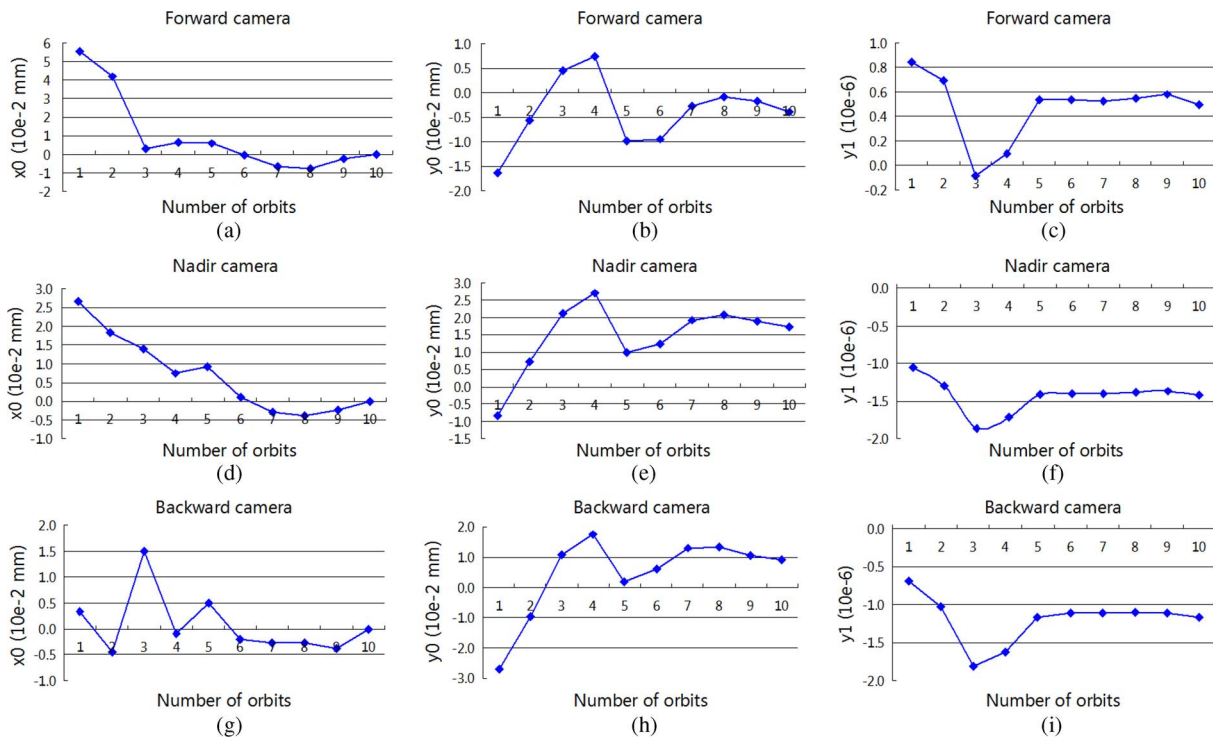 Forward camera
x0 (10e-2 mm)
6
5
4
3
2
1
0
-1
-2
1 2 3 4 5 6 7 8 9 10
Number of orbits
(a)
Forward camera
y0 (10e-2 mm)
1.0
0.5
0.0
-0.5
-1.0
-1.5
-2.0
1 2 3 4 5 6 7 8 9 10
Number of orbits
(b)
Forward camera
y1 (10e-6)
1.0
0.8
0.6
0.4
0.2
0.0
-0.2
1 2 3 4 5 6 7 8 9 10
Number of orbits
(c)
Nadir camera
x0 (10e-2 mm)
3.0
2.5
2.0
1.5
1.0
0.5
0.0
-0.5
-1.0
1 2 3 4 5 6 7 8 9 10
Number of orbits
(d)
Nadir camera
y0 (10e-2 mm)
3.0
2.5
2.0
1.5
1.0
0.5
0.0
-0.5
-1.0
-1.5
1 2 3 4 5 6 7 8 9 10
Number of orbits
(e)
Nadir camera
y1 (10e-6)
0.0
-0.5
-1.0
-1.5
-2.0
1 2 3 4 5 6 7 8 9 10
Number of orbits
(f)
Backward camera
x0 (10e-2 mm)
2.0
1.5
1.0
0.5
0.0
-0.5
-1.0
1 2 3 4 5 6 7 8 9 10
Number of orbits
(g)
Backward camera
y0 (10e-2 mm)
2.0
1.0
0.0
-1.0
-2.0
-3.0
1 2 3 4 5 6 7 8 9 10
Number of orbits
(h)
Backward camera
y1 (10e-6)
0.0
-0.5
-1.0
-1.5
-2.0
1 2 3 4 5 6 7 8 9 10
Number of orbits
(i)